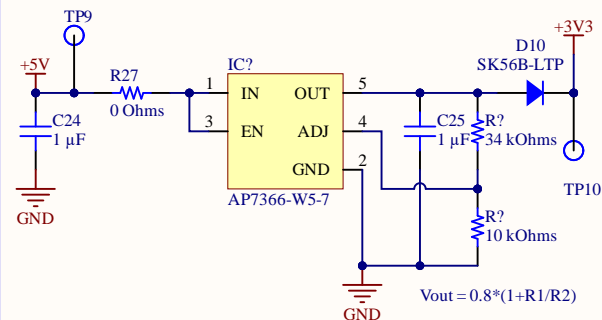 TP9
+3V3
D10
SK56B-LTP
+5V
R27
IC?
1
IN
OUT
5
0 Ohms
C24
1 µF
3
EN
ADJ
4
C25
1 µF
R?
34 kOhms
GND
2
TP10
AP7366-W5-7
GND
R?
10 kOhms
Vout = 0.8*(1+R1/R2)
GND